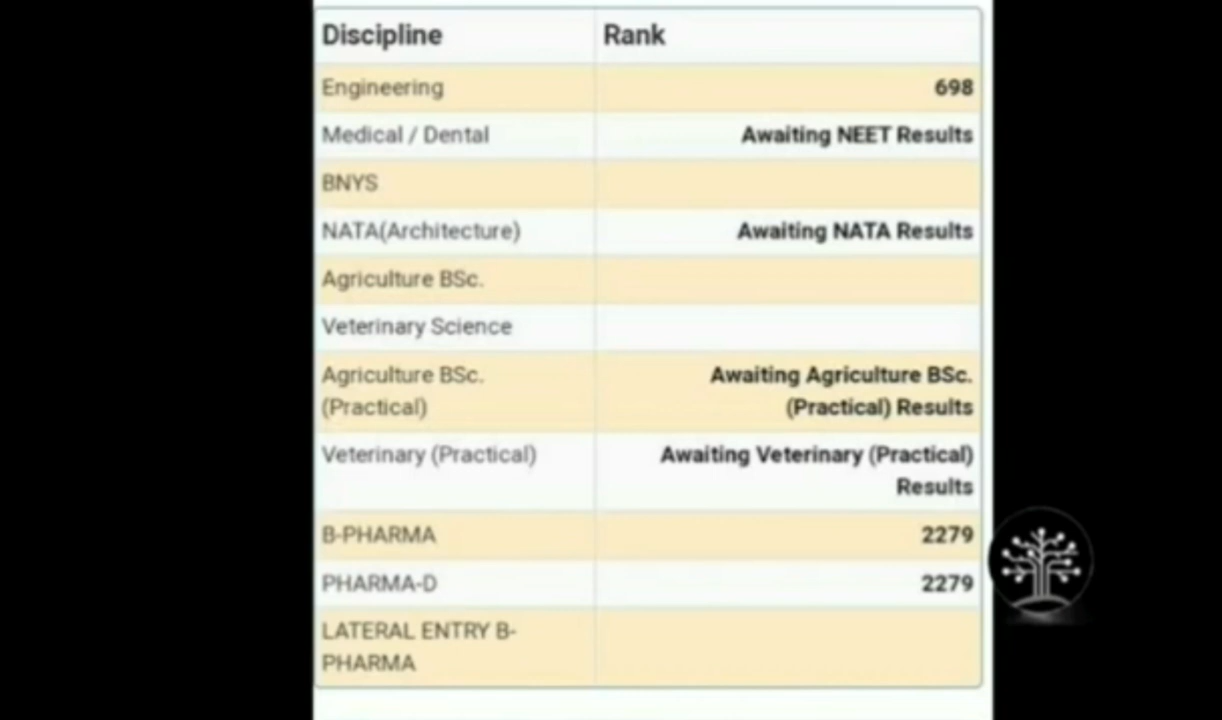 Discipline Rank
Engineering 698
Medical / Dental Awaiting NEET Results
BNYS
NATA(Architecture) Awaiting NATA Results
Agriculture BSc.
Veterinary Science
Agriculture BSc. Awaiting Agriculture BSc.
(Practical) (Practical) Results
Veterinary (Practical) Awaiting Veterinary (Practical)
Results
B-PHARMA 2279
PHARMA-D 2279
LATERAL ENTRY B-
PHARMA